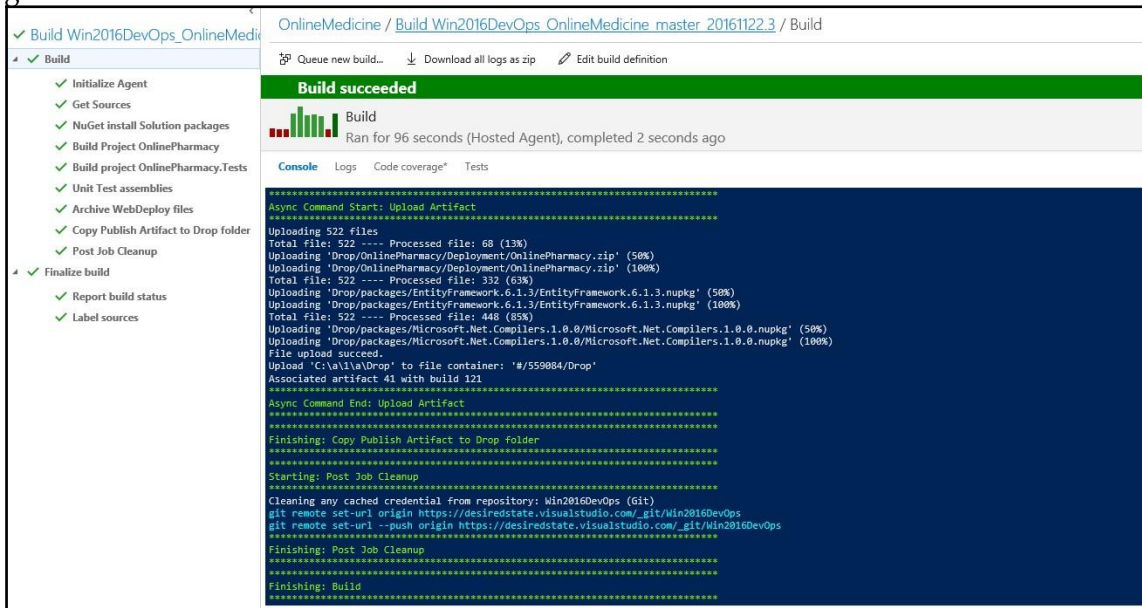 Build Win2016DevOps_OnlineMedic
Build
Initialize Agent
Get Sources
NuGet install Solution packages
Build Project OnlinePharmacy
Build project OnlinePharmacy.Tests
Unit Test assemblies
Archive WebDeploy files
Copy Publish Artifact to Drop folder
Post Job Cleanup
Finalize build
Report build status
Label sources
OnlineMedicine / Build Win2016DevOps_OnlineMedicine_master_20161122.3 / Build
Queue new build... Download all logs as zip Edit build definition
Build succeeded
Build
Ran for 96 seconds (Hosted Agent), completed 2 seconds ago
Console Logs Code coverage* Tests
******************************************************************************
Async Command Start: Upload Artifact
******************************************************************************
Uploading 522 files
Total file: 522 ---- Processed file: 68 (13%)
Uploading 'Drop/OnlinePharmacy/Deployment/OnlinePharmacy.zip' (50%)
Uploading 'Drop/OnlinePharmacy/Deployment/OnlinePharmacy.zip' (100%)
Total file: 522 ---- Processed file: 332 (63%)
Uploading 'Drop/packages/EntityFramework.6.1.3/EntityFramework.6.1.3.nupkg' (50%)
Uploading 'Drop/packages/EntityFramework.6.1.3/EntityFramework.6.1.3.nupkg' (100%)
Total file: 522 ---- Processed file: 448 (85%)
Uploading 'Drop/packages/Microsoft.Net.Compilers.1.0.0/Microsoft.Net.Compilers.1.0.0.nupkg' (50%)
Uploading 'Drop/packages/Microsoft.Net.Compilers.1.0.0/Microsoft.Net.Compilers.1.0.0.nupkg' (100%)
File upload succeed.
Upload 'C:\a\1\a\Drop' to file container: '#/559084/Drop'
Associated artifact 41 with build 121
******************************************************************************
Async Command End: Upload Artifact
******************************************************************************
******************************************************************************
Finishing: Copy Publish Artifact to Drop folder
******************************************************************************
******************************************************************************
Starting: Post Job Cleanup
******************************************************************************
Cleaning any cached credential from repository: Win2016DevOps (Git)
git remote set-url origin https://desiredstate.visualstudio.com/_git/Win2016DevOps
git remote set-url --push origin https://desiredstate.visualstudio.com/_git/Win2016DevOps
******************************************************************************
Finishing: Post Job Cleanup
******************************************************************************
******************************************************************************
Finishing: Build
******************************************************************************